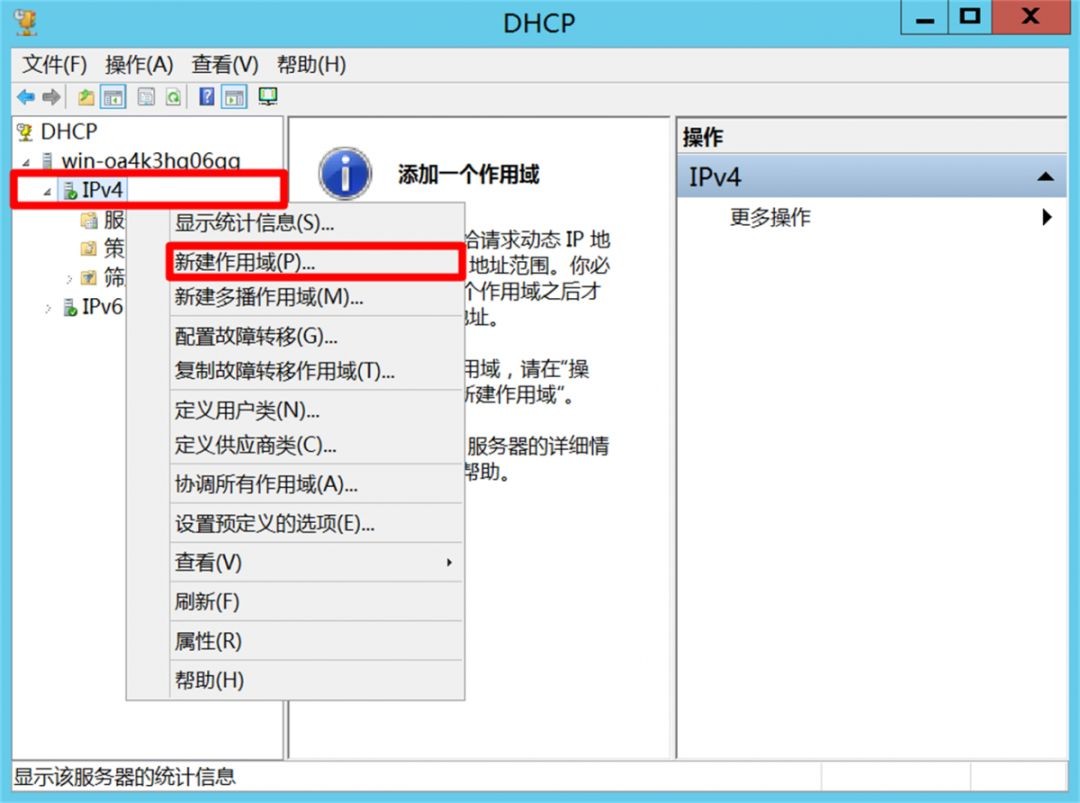 DHCP
文件(F) 操作(A) 查看(V) 帮助(H)
DHCP
win-oa4k3hg06gg
IPv4
服
策
筛
IPv6
显示统计信息(S)...
新建作用域(P)...
新建多播作用域(M)...
配置故障转移(G)...
复制故障转移作用域(T)...
定义用户类(N)...
定义供应商类(C)...
协调所有作用域(A)...
设置预定义的选项(E)...
查看(V)
刷新(F)
属性(R)
帮助(H)
添加一个作用域
给请求动态 IP 地
地址范围。你必
个作用域之后才
址。
用域，请在“操
新建作用域”。
服务器的详细情
帮助。
操作
IPv4
更多操作
显示该服务器的统计信息